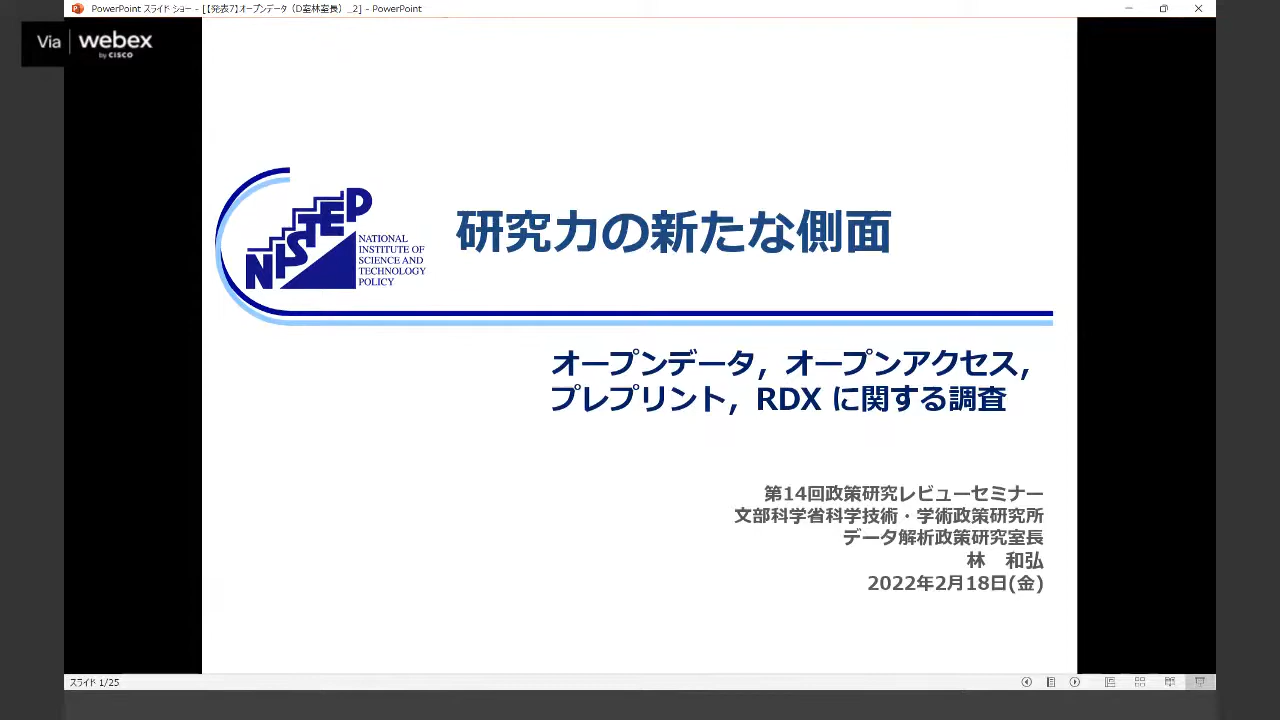 PowerPoint スライド ショー - [【発表7】オープンデータ（D室林室長）_2] - PowerPoint
Via webex
by CISCO
NISTEP
NATIONAL
INSTITUTE OF
SCIENCE AND
TECHNOLOGY
POLICY
研究力の新たな側面
オープンデータ，オープンアクセス，
プレプリント，RDX に関する調査
第14回政策研究レビューセミナー
文部科学省科学技術・学術政策研究所
データ解析政策研究室長
林　和弘
2022年2月18日(金)
スライド 1/25